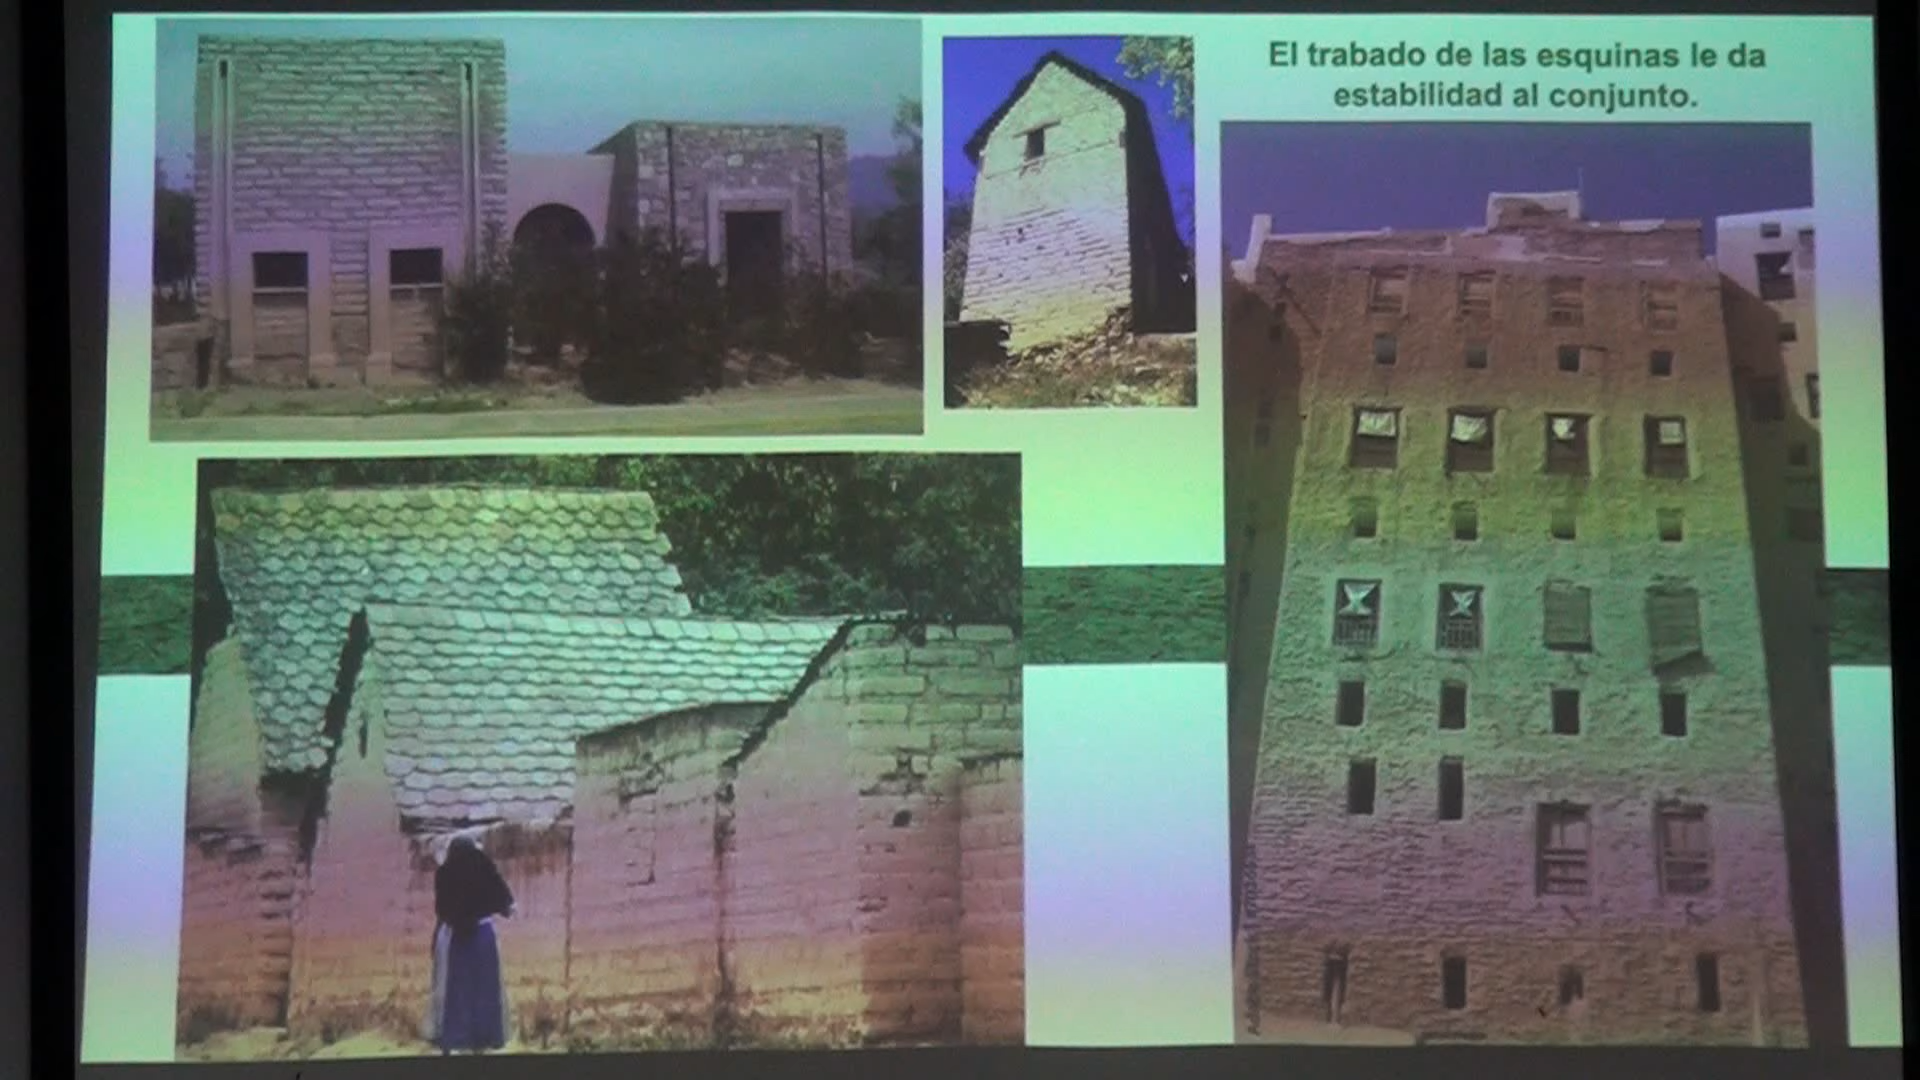 El trabado de las esquinas le da
estabilidad al conjunto.